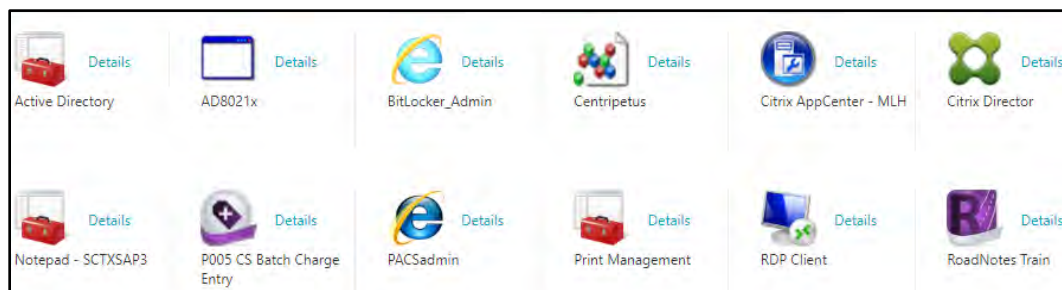 Details Details Details Details Details Details
Active Directory AD8021x BitLocker_Admin Centripetus Citrix AppCenter - MLH Citrix Director
Details Details Details Details Details Details
Notepad - SCTXSAP3 P005 CS Batch Charge PACSadmin Print Management RDP Client RoadNotes Train
Entry